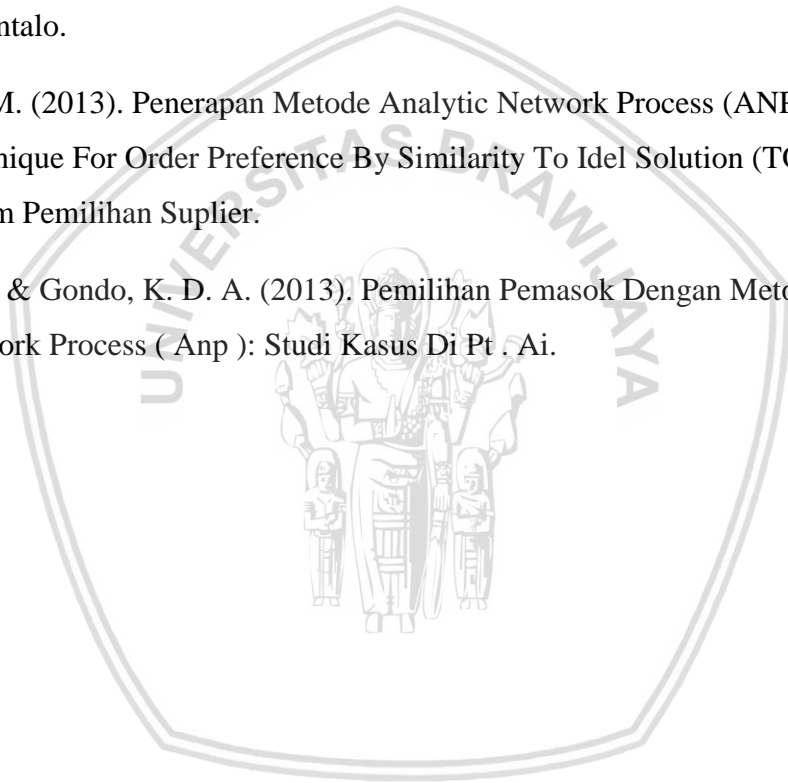 ntalo.
M. (2013). Penerapan Metode Analytic Network Process (ANP
nique For Order Preference By Similarity To Idel Solution (TO
m Pemilihan Suplier.
& Gondo, K. D. A. (2013). Pemilihan Pemasok Dengan Meto
ork Process ( Anp ): Studi Kasus Di Pt . Ai.
UNIVERSITAS BRAWIJAYA